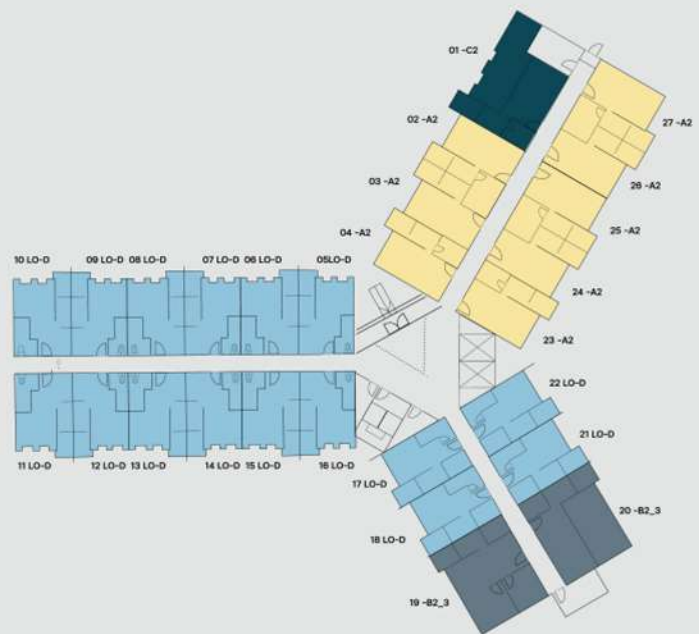 01 -C2
02 -A2
27 -A2
03 -A2
26 -A2
04 -A2
25 -A2
10 LO-D 09 LO-D 08 LO-D 07 LO-D 06 LO-D 05LO-D
24 -A2
23 -A2
22 LO-D
21 LO-D
11 LO-D 12 LO-D 13 LO-D 14 LO-D 15 LO-D 16 LO-D
17 LO-D
20 -B2_3
18 LO-D
19 -B2_3